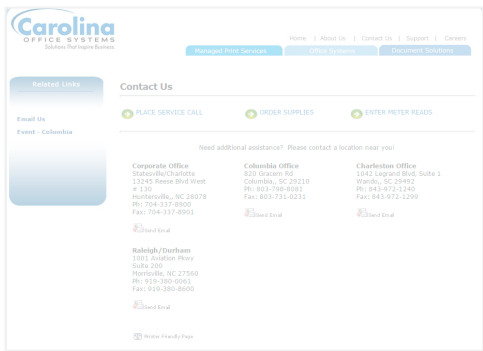 Carolina
OFFICE SYSTEMS
Solutions That Inspire Business.
Home | About Us | Contact Us | Support | Careers
Managed Print Services
Office Systems
Document Solutions
Related Links
Email Us
Event - Columbia
Contact Us
PLACE SERVICE CALL
ORDER SUPPLIES
ENTER METER READS
Need additional assistance? Please contact a location near you!
Corporate Office
Statesville/Charlotte
13245 Reese Blvd West
# 130
Huntersville,, NC 28078
Ph: 704-337-8900
Fax: 704-337-8901
Send Email
Columbia Office
820 Gracern Rd
Columbia,, SC 29210
Ph: 803-798-8081
Fax: 803-731-0231
Send Email
Charleston Office
1042 Legrand Blvd, Suite 1
Wando,, SC 29492
Ph: 843-972-1240
Fax: 843-972-1299
Send Email
Raleigh/Durham
1001 Aviation Pkwy
Suite 200
Morrisville, NC 27560
Ph: 919-380-0061
Fax: 919-380-8600
Send Email
Printer Friendly Page